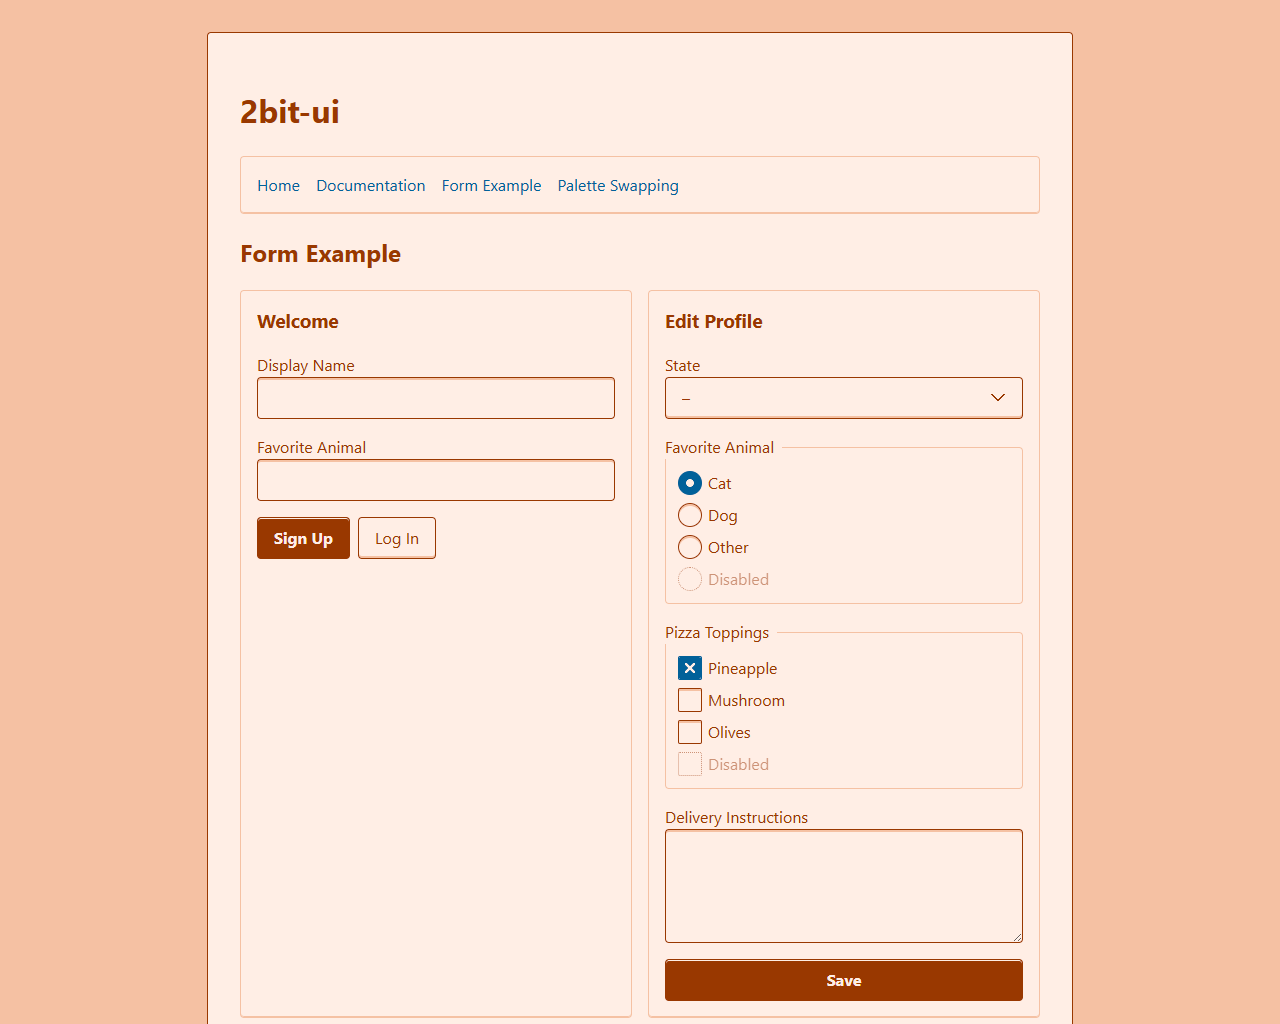 2bit-ui
Home Documentation Form Example Palette Swapping
Form Example
Welcome
Display Name
Favorite Animal
Sign Up Log In
Edit Profile
State
–
Favorite Animal
Cat
Dog
Other
Disabled
Pizza Toppings
Pineapple
Mushroom
Olives
Disabled
Delivery Instructions
Save